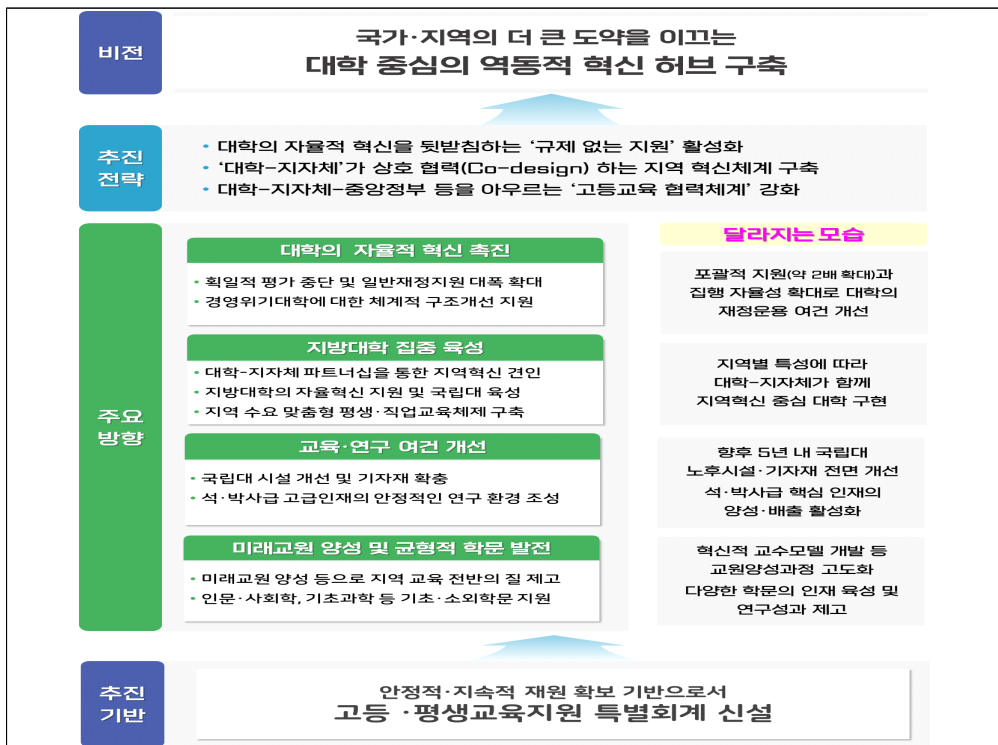 비전
국가·지역의 더 큰 도약을 이끄는
대학 중심의 역동적 혁신 허브 구축
추진
전략
• 대학의 자율적 혁신을 뒷받침하는 ‘규제 없는 지원’ 활성화
• ‘대학-지자체’가 상호 협력(Co-design) 하는 지역 혁신체계 구축
• 대학-지자체-중앙정부 등을 아우르는 ‘고등교육 협력체계’ 강화
주요
방향
대학의 자율적 혁신 촉진
• 획일적 평가 중단 및 일반재정지원 대폭 확대
• 경영위기대학에 대한 체계적 구조개선 지원
지방대학 집중 육성
• 대학-지자체 파트너십을 통한 지역혁신 견인
• 지방대학의 자율혁신 지원 및 국립대 육성
• 지역 수요 맞춤형 평생·직업교육체제 구축
교육·연구 여건 개선
• 국립대 시설 개선 및 기자재 확충
• 석·박사급 고급인재의 안정적인 연구 환경 조성
미래교원 양성 및 균형적 학문 발전
• 미래교원 양성 등으로 지역 교육 전반의 질 제고
• 인문·사회학, 기초과학 등 기초·소외학문 지원
달라지는 모습
포괄적 지원(약 2배 확대)과
집행 자율성 확대로 대학의
재정운용 여건 개선
지역별 특성에 따라
대학-지자체가 함께
지역혁신 중심 대학 구현
향후 5년 내 국립대
노후시설·기자재 전면 개선
석·박사급 핵심 인재의
양성·배출 활성화
혁신적 교수모델 개발 등
교원양성과정 고도화
다양한 학문의 인재 육성 및
연구성과 제고
추진
기반
안정적·지속적 재원 확보 기반으로서
고등·평생교육지원 특별회계 신설